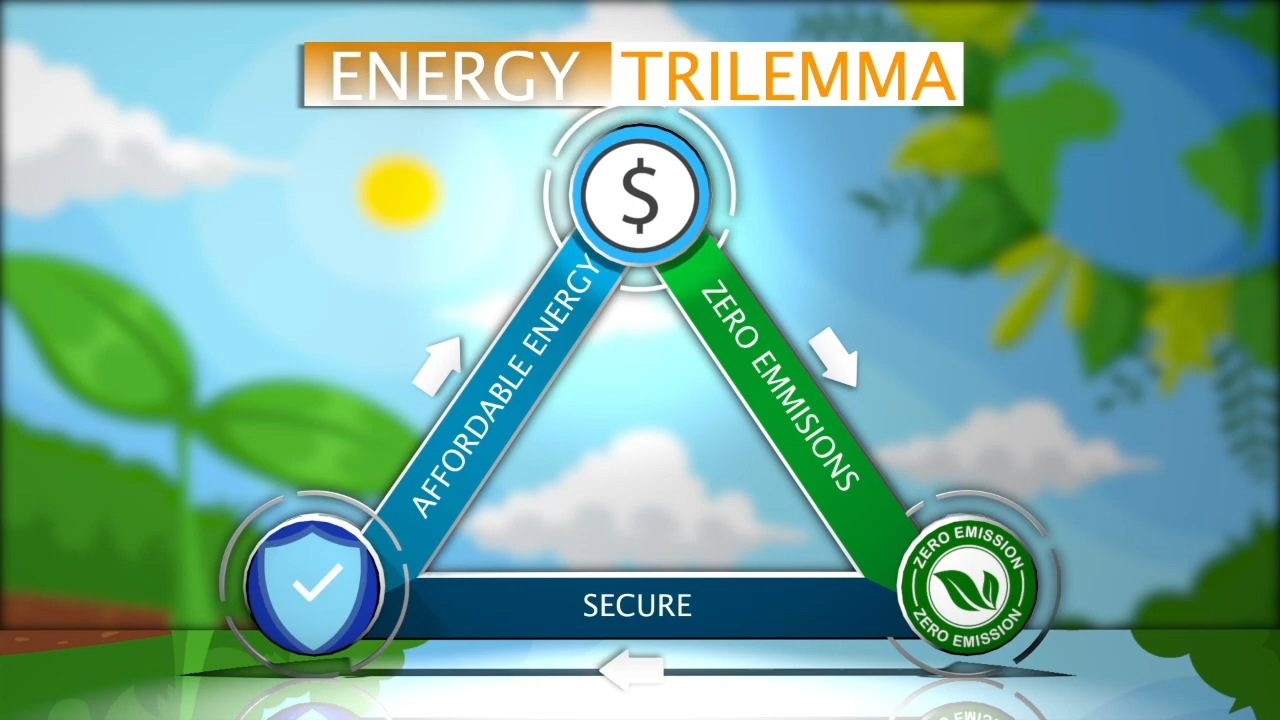 ENERGY TRILEMMA
$
AFFORDABLE ENERGY
ZERO EMMISIONS
SECURE
ZERO EMISSION
ZERO EMISSION